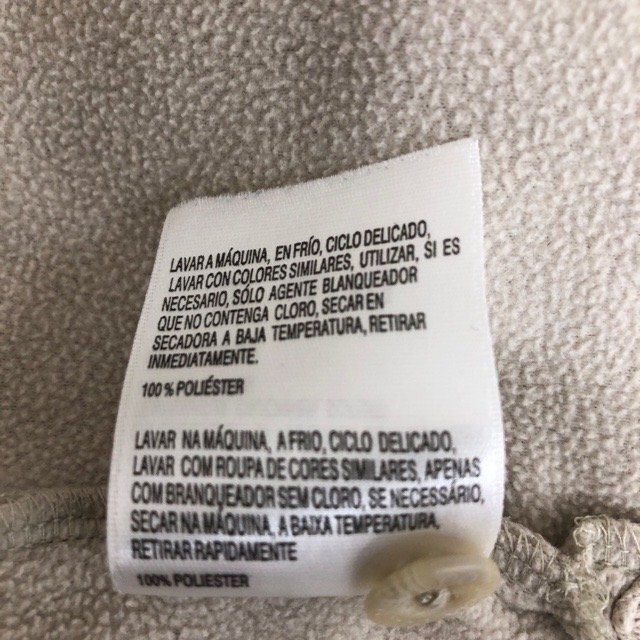 LAVAR A MÁQUINA, EN FRÍO, CICLO DELICADO,
LAVAR CON COLORES SIMILARES, UTILIZAR, SI ES
NECESARIO, SÓLO AGENTE BLANQUEADOR
QUE NO CONTENGA CLORO, SECAR EN
SECADORA A BAJA TEMPERATURA, RETIRAR
INMEDIATAMENTE.
100 % POLIÉSTER
LAVAR NA MÁQUINA, A FRIO, CICLO DELICADO,
LAVAR COM ROUPA DE CORES SIMILARES, APENAS
COM BRANQUEADOR SEM CLORO, SE NECESSÁRIO,
SECAR NA MÁQUINA, A BAIXA TEMPERATURA.
RETIRAR RAPIDAMENTE
100% POLIÉSTER